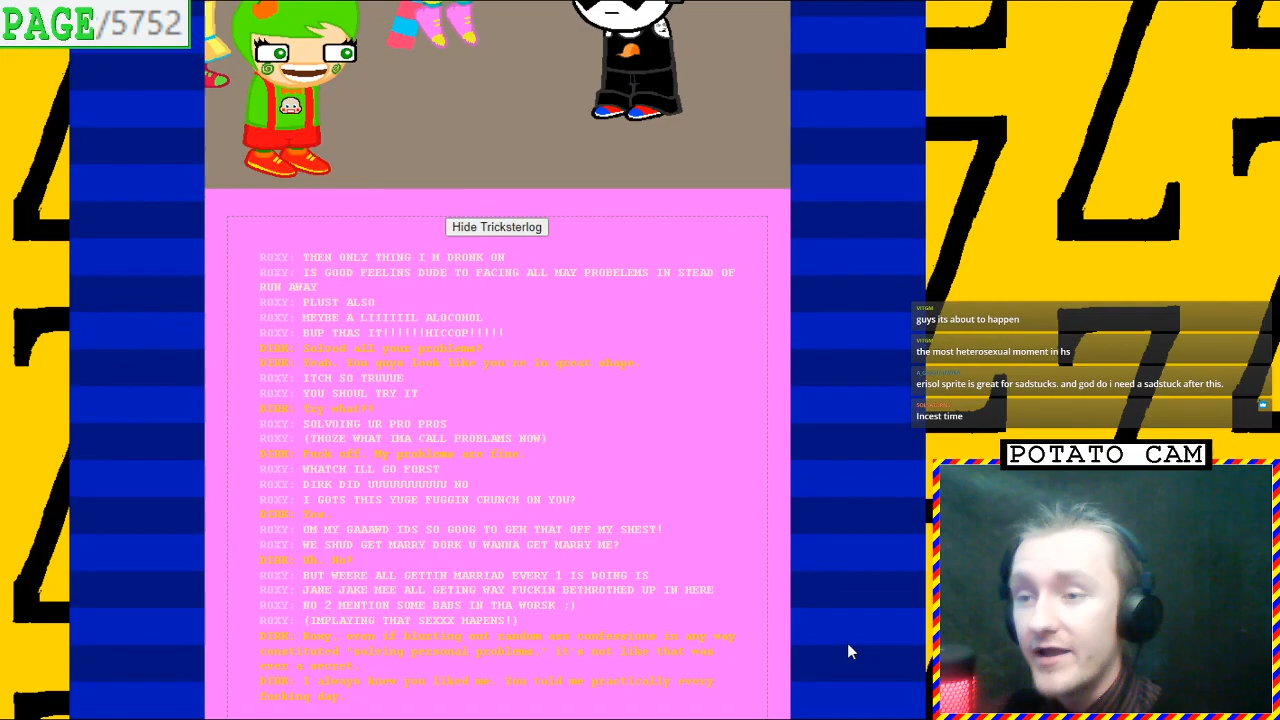 PAGE/5752
Hide Tricksterlog
ROXY: THEN ONLY THING I M DRONK ON
ROXY: IS GOOD FEELINS DUDE TO FACING ALL MAY PROBELEMS IN STEAD OF
RUN AWAY
ROXY: PLUST ALSO
ROXY: MEYBE A LIIIIIIL ALOCOHOL
ROXY: BUP THAS IT!!!!!!HICCOP!!!!!
DIRK: Solved all your problems?
DIRK: Yeah. You guys look like you're in great shape.
ROXY: ITCH SO TRUUUE
ROXY: YOU SHOUL TRY IT
DIRK: Try what??
ROXY: SOLVOING UR PRO PROS
ROXY: (THOZE WHAT IMA CALL PROBLAMS NOW)
DIRK: Fuck off. My problems are fine.
ROXY: WHATCH ILL GO FORST
ROXY: DIRK DID UUUUUUUUUUU NO
ROXY: I GOTS THIS YUGE FUGGIN CRUNCH ON YOU?
DIRK: Yes.
ROXY: OM MY GAAAWD IDS SO GOOG TO GEH THAT OFF MY SHEST!
ROXY: WE SHUD GET MARRY DORK U WANNA GET MARRY ME?
DIRK: Uh. No?
ROXY: BUT WEERE ALL GETTIN MARRIAD EVERY 1 IS DOING IS
ROXY: JANE JAKE MEE ALL GETING WAY FUCKIN BETHROTHED UP IN HERE
ROXY: NO 2 MENTION SOME BABS IN THA WORSK ;)
ROXY: (IMPLAYING THAT SEXXX HAPENS!)
DIRK: Roxy, even if blurting out random ass confessions in any way
constituted "solving personal problems," it's not like that was
ever a secret.
DIRK: I always knew you liked me. You told me practically every
fucking day.
VITGM
guys its about to happen
VITGM
the most heterosexual moment in hs
erisol sprite is great for sadstucks. and god do i need a sadstuck after this.
Incest time
POTATO CAM